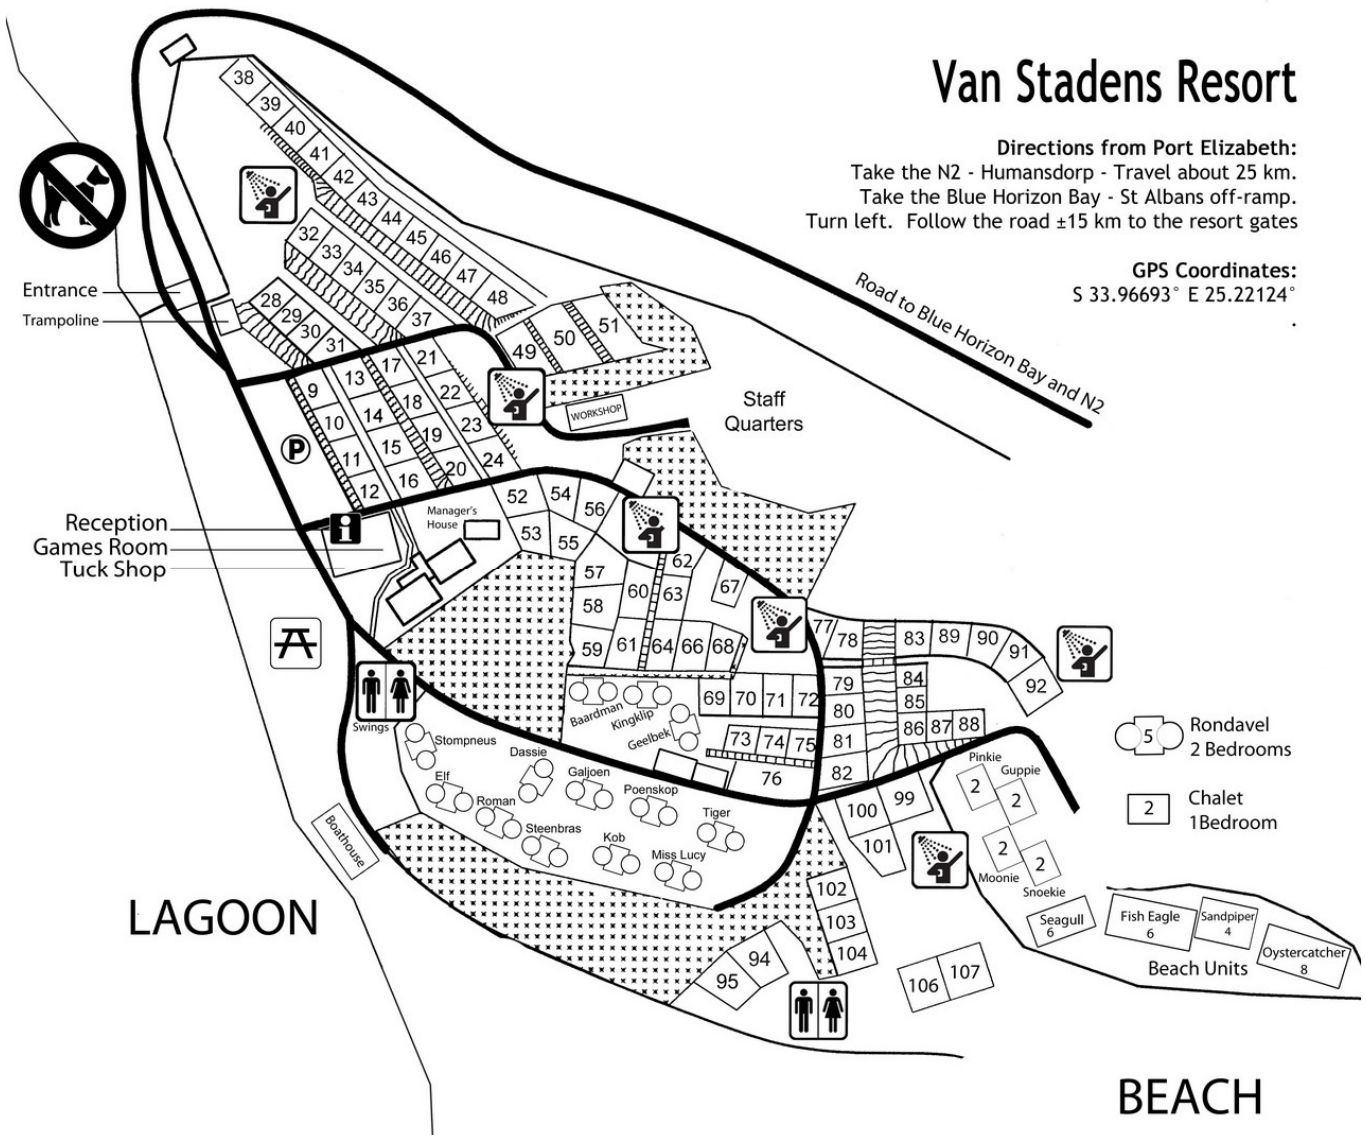 Van Stadens Resort
Directions from Port Elizabeth:
Take the N2 - Humansdorp - Travel about 25 km.
Take the Blue Horizon Bay - St Albans off-ramp.
Turn left. Follow the road ±15 km to the resort gates
GPS Coordinates:
S 33.96693° E 25.22124°
.
Road to Blue Horizon Bay and N2
38
39
40
41
42
43
44
45
46
47
48
32
33
34
35
36
37
Entrance
Trampoline
28
29
30
31
49
50
51
9
10
11
12
13
14
15
16
17
18
19
20
21
22
23
24
WORKSHOP
Staff
Quarters
P
Reception
Games Room
Tuck Shop
i
Manager's
House
52
53
54
55
56
57
58
59
60
61
62
63
64
66
67
68
69
70
71
72
73
74
75
76
77
78
79
80
81
82
83
89
90
91
92
84
85
86
87
88
Swings
Baardman
Kingklip
Geelbek
Stompneus
Dassie
Elf
Galjoen
Roman
Poenskop
Steenbras
Tiger
Kob
Miss Lucy
Boathouse
99
100
101
102
103
104
94
95
106
107
Pinkie
2
Guppie
2
2
Moonie
2
Snoekie
5
Rondavel
2 Bedrooms
2
Chalet
1Bedroom
Seagull
6
Fish Eagle
6
Sandpiper
4
Oystercatcher
8
Beach Units
LAGOON
BEACH